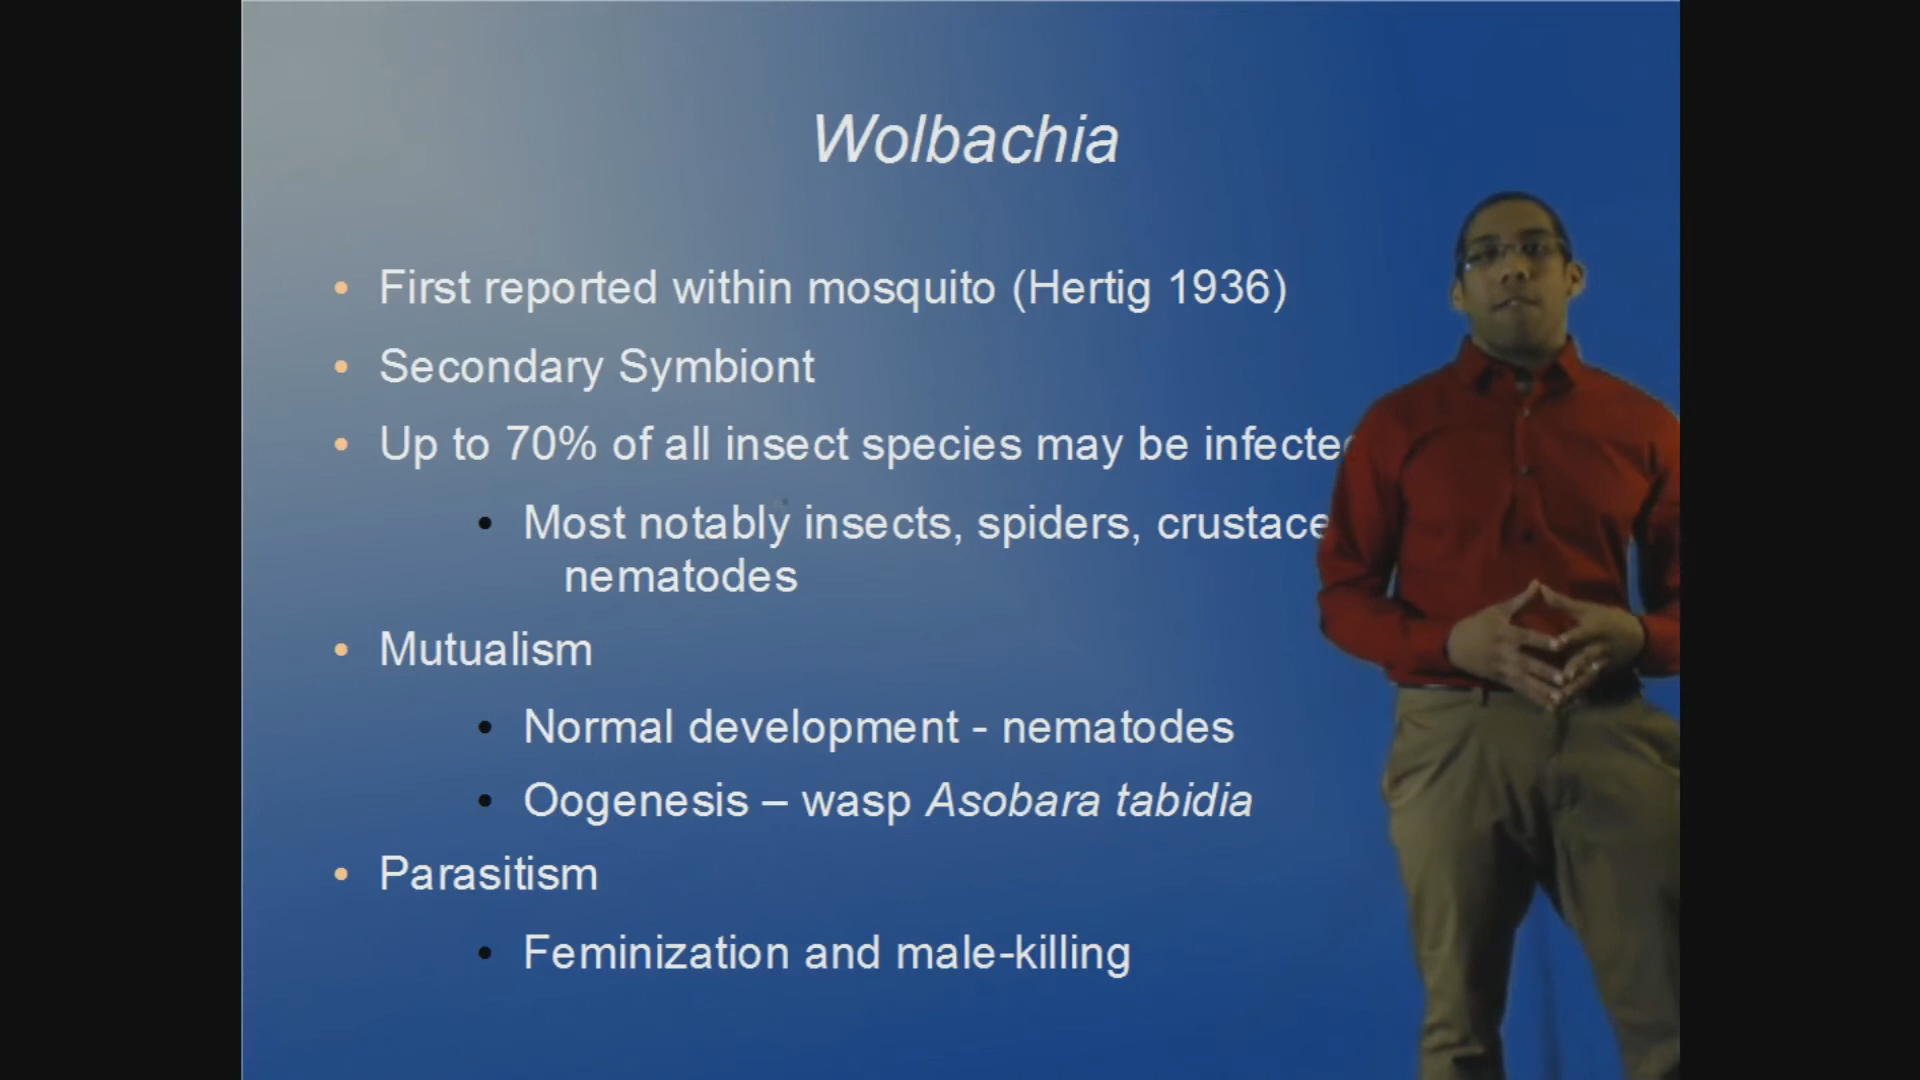 Wolbachia
• First reported within mosquito (Hertig 1936)
• Secondary Symbiont
• Up to 70% of all insect species may be infected
• Most notably insects, spiders, crustace
nematodes
• Mutualism
• Normal development - nematodes
• Oogenesis – wasp Asobara tabidia
• Parasitism
• Feminization and male-killing